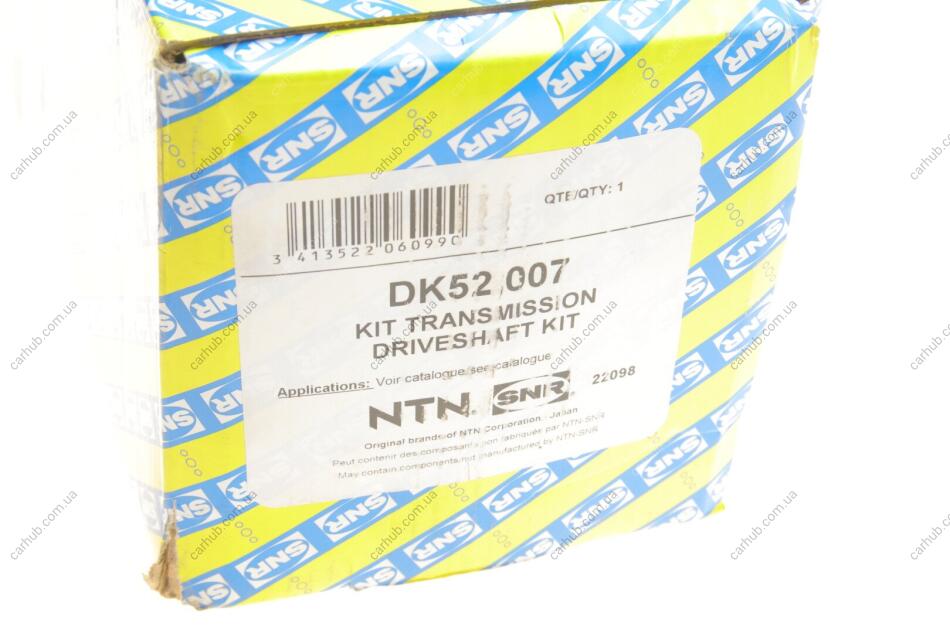 QTE/QTY: 1
3 413522 060990
DK52.007
KIT TRANSMISSION
DRIVESHAFT KIT
Applications: Voir catalogue/see catalogue
NTN. SNR. 22098
Original brands of NTN Corporation, Japan
Peut contenir des composants non fabriqués par NTN-SNR
May contain components not manufactured by NTN-SNR
SNR
carhub.com.ua